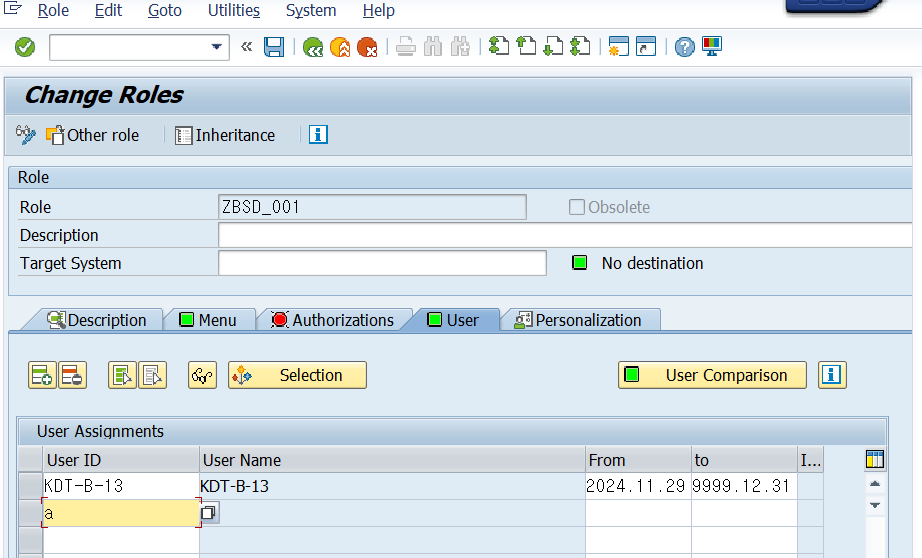 Role Edit Goto Utilities System Help
Change Roles
Other role Inheritance
Role
Role ZBSD_001 Obsolete
Description
Target System No destination
Description Menu Authorizations User Personalization
Selection User Comparison
User Assignments
User ID User Name From to I...
KDT-B-13 KDT-B-13 2024.11.29 9999.12.31
a